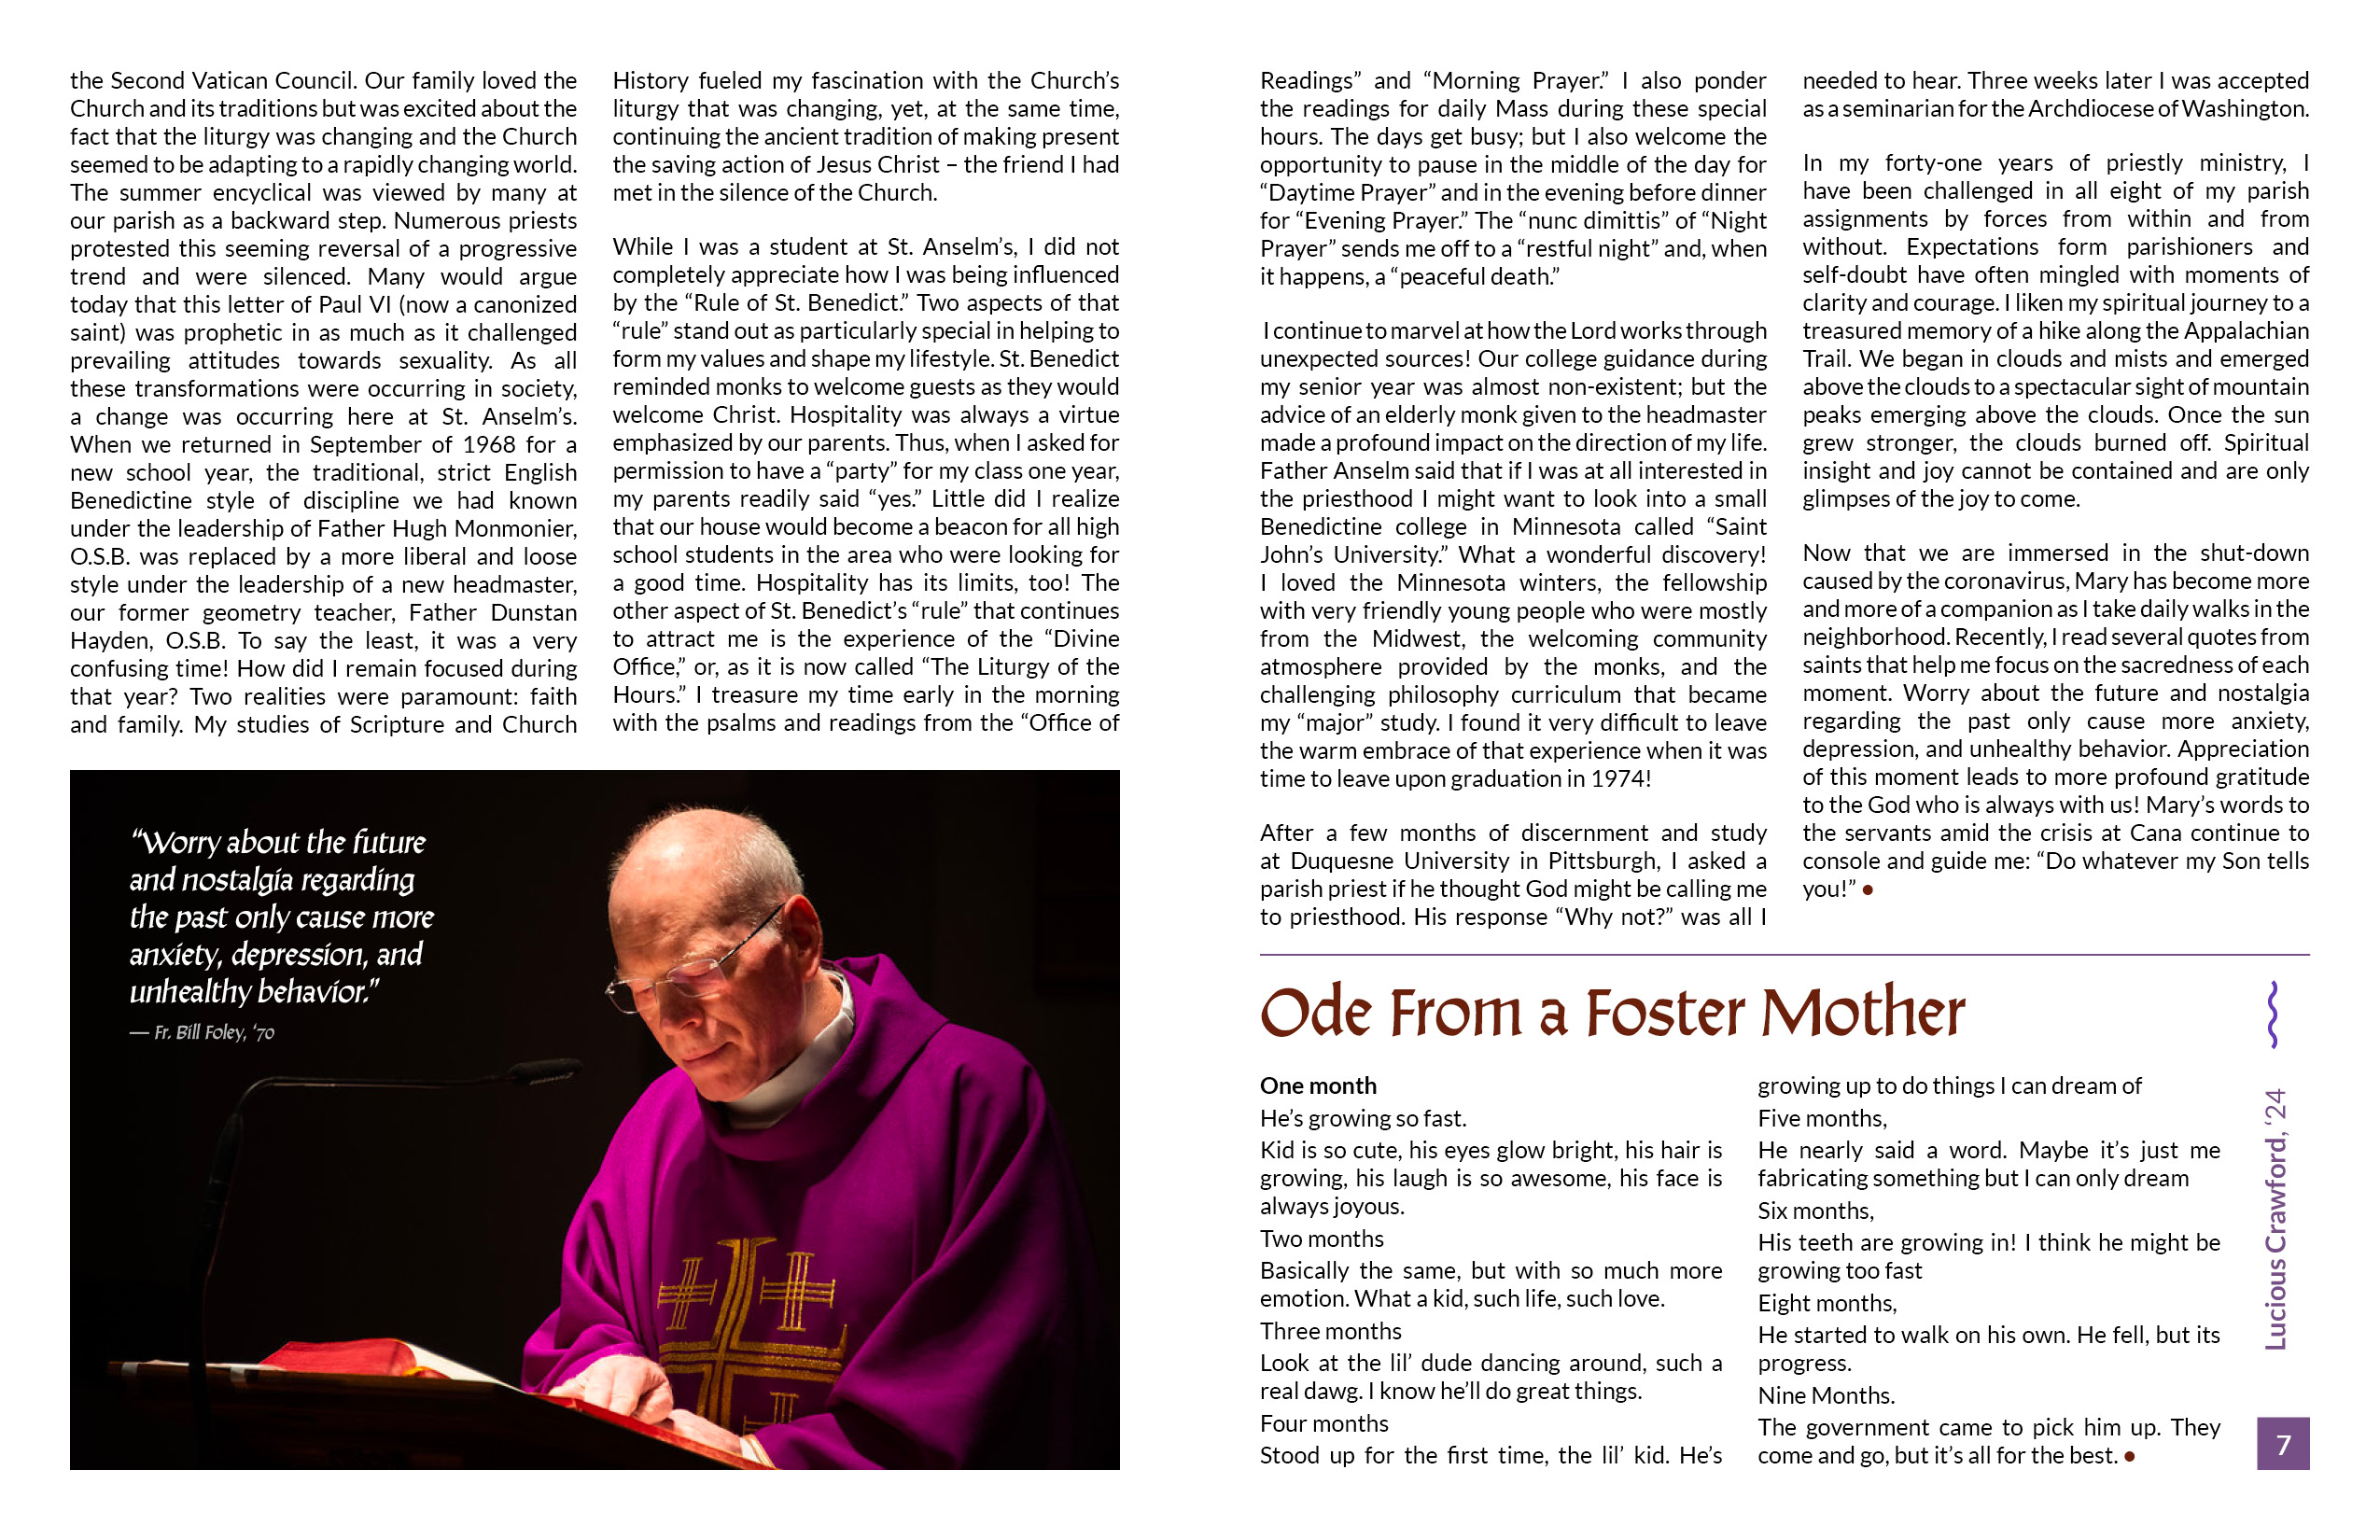 the Second Vatican Council. Our family loved the
Church and its traditions but was excited about the
fact that the liturgy was changing and the Church
seemed to be adapting to a rapidly changing world.
The summer encyclical was viewed by many at
our parish as a backward step. Numerous priests
protested this seeming reversal of a progressive
trend and were silenced. Many would argue
today that this letter of Paul VI (now a canonized
saint) was prophetic in as much as it challenged
prevailing attitudes towards sexuality. As all
these transformations were occurring in society,
a change was occurring here at St. Anselm’s.
When we returned in September of 1968 for a
new school year, the traditional, strict English
Benedictine style of discipline we had known
under the leadership of Father Hugh Monmonier,
O.S.B. was replaced by a more liberal and loose
style under the leadership of a new headmaster,
our former geometry teacher, Father Dunstan
Hayden, O.S.B. To say the least, it was a very
confusing time! How did I remain focused during
that year? Two realities were paramount: faith
and family. My studies of Scripture and Church
History fueled my fascination with the Church’s
liturgy that was changing, yet, at the same time,
continuing the ancient tradition of making present
the saving action of Jesus Christ – the friend I had
met in the silence of the Church.
While I was a student at St. Anselm’s, I did not
completely appreciate how I was being influenced
by the “Rule of St. Benedict.” Two aspects of that
“rule” stand out as particularly special in helping to
form my values and shape my lifestyle. St. Benedict
reminded monks to welcome guests as they would
welcome Christ. Hospitality was always a virtue
emphasized by our parents. Thus, when I asked for
permission to have a “party” for my class one year,
my parents readily said “yes.” Little did I realize
that our house would become a beacon for all high
school students in the area who were looking for
a good time. Hospitality has its limits, too! The
other aspect of St. Benedict’s “rule” that continues
to attract me is the experience of the “Divine
Office,” or, as it is now called “The Liturgy of the
Hours.” I treasure my time early in the morning
with the psalms and readings from the “Office of
“Worry about the future
and nostalgia regarding
the past only cause more
anxiety, depression, and
unhealthy behavior.”
— Fr. Bill Foley, ‘70
Readings” and “Morning Prayer.” I also ponder
the readings for daily Mass during these special
hours. The days get busy; but I also welcome the
opportunity to pause in the middle of the day for
“Daytime Prayer” and in the evening before dinner
for “Evening Prayer.” The “nunc dimittis” of “Night
Prayer” sends me off to a “restful night” and, when
it happens, a “peaceful death.”
I continue to marvel at how the Lord works through
unexpected sources! Our college guidance during
my senior year was almost non-existent; but the
advice of an elderly monk given to the headmaster
made a profound impact on the direction of my life.
Father Anselm said that if I was at all interested in
the priesthood I might want to look into a small
Benedictine college in Minnesota called “Saint
John’s University.” What a wonderful discovery!
I loved the Minnesota winters, the fellowship
with very friendly young people who were mostly
from the Midwest, the welcoming community
atmosphere provided by the monks, and the
challenging philosophy curriculum that became
my “major” study. I found it very difficult to leave
the warm embrace of that experience when it was
time to leave upon graduation in 1974!
After a few months of discernment and study
at Duquesne University in Pittsburgh, I asked a
parish priest if he thought God might be calling me
to priesthood. His response “Why not?” was all I
needed to hear. Three weeks later I was accepted
as a seminarian for the Archdiocese of Washington.
In my forty-one years of priestly ministry, I
have been challenged in all eight of my parish
assignments by forces from within and from
without. Expectations form parishioners and
self-doubt have often mingled with moments of
clarity and courage. I liken my spiritual journey to a
treasured memory of a hike along the Appalachian
Trail. We began in clouds and mists and emerged
above the clouds to a spectacular sight of mountain
peaks emerging above the clouds. Once the sun
grew stronger, the clouds burned off. Spiritual
insight and joy cannot be contained and are only
glimpses of the joy to come.
Now that we are immersed in the shut-down
caused by the coronavirus, Mary has become more
and more of a companion as I take daily walks in the
neighborhood. Recently, I read several quotes from
saints that help me focus on the sacredness of each
moment. Worry about the future and nostalgia
regarding the past only cause more anxiety,
depression, and unhealthy behavior. Appreciation
of this moment leads to more profound gratitude
to the God who is always with us! Mary’s words to
the servants amid the crisis at Cana continue to
console and guide me: “Do whatever my Son tells
you!” •
Ode From a Foster Mother
One month
He’s growing so fast.
Kid is so cute, his eyes glow bright, his hair is
growing, his laugh is so awesome, his face is
always joyous.
Two months
Basically the same, but with so much more
emotion. What a kid, such life, such love.
Three months
Look at the lil’ dude dancing around, such a
real dawg. I know he’ll do great things.
Four months
Stood up for the first time, the lil’ kid. He’s
growing up to do things I can dream of
Five months,
He nearly said a word. Maybe it’s just me
fabricating something but I can only dream
Six months,
His teeth are growing in! I think he might be
growing too fast
Eight months,
He started to walk on his own. He fell, but its
progress.
Nine Months.
The government came to pick him up. They
come and go, but it’s all for the best. •
Lucious Crawford, ‘24
7